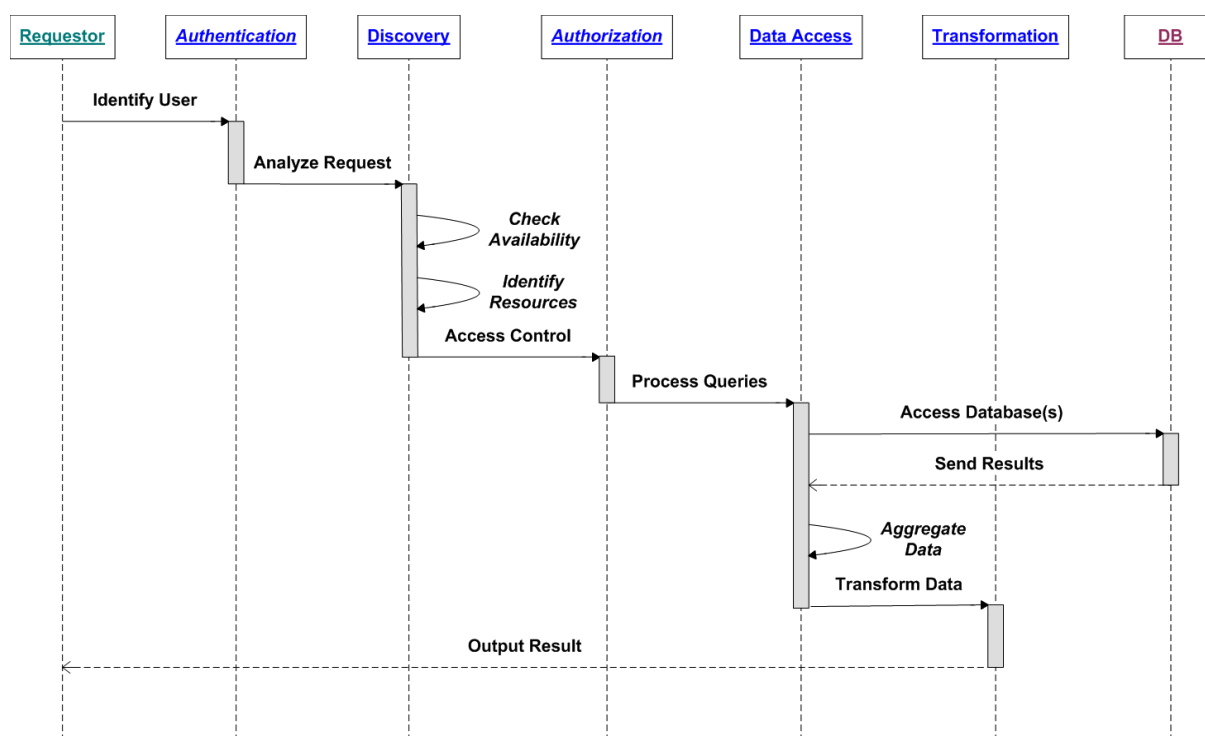 Requestor Authentication Discovery Authorization Data Access Transformation DB
Identify User
Analyze Request
Check
Availability
Identify
Resources
Access Control
Process Queries
Access Database(s)
Send Results
Aggregate
Data
Transform Data
Output Result